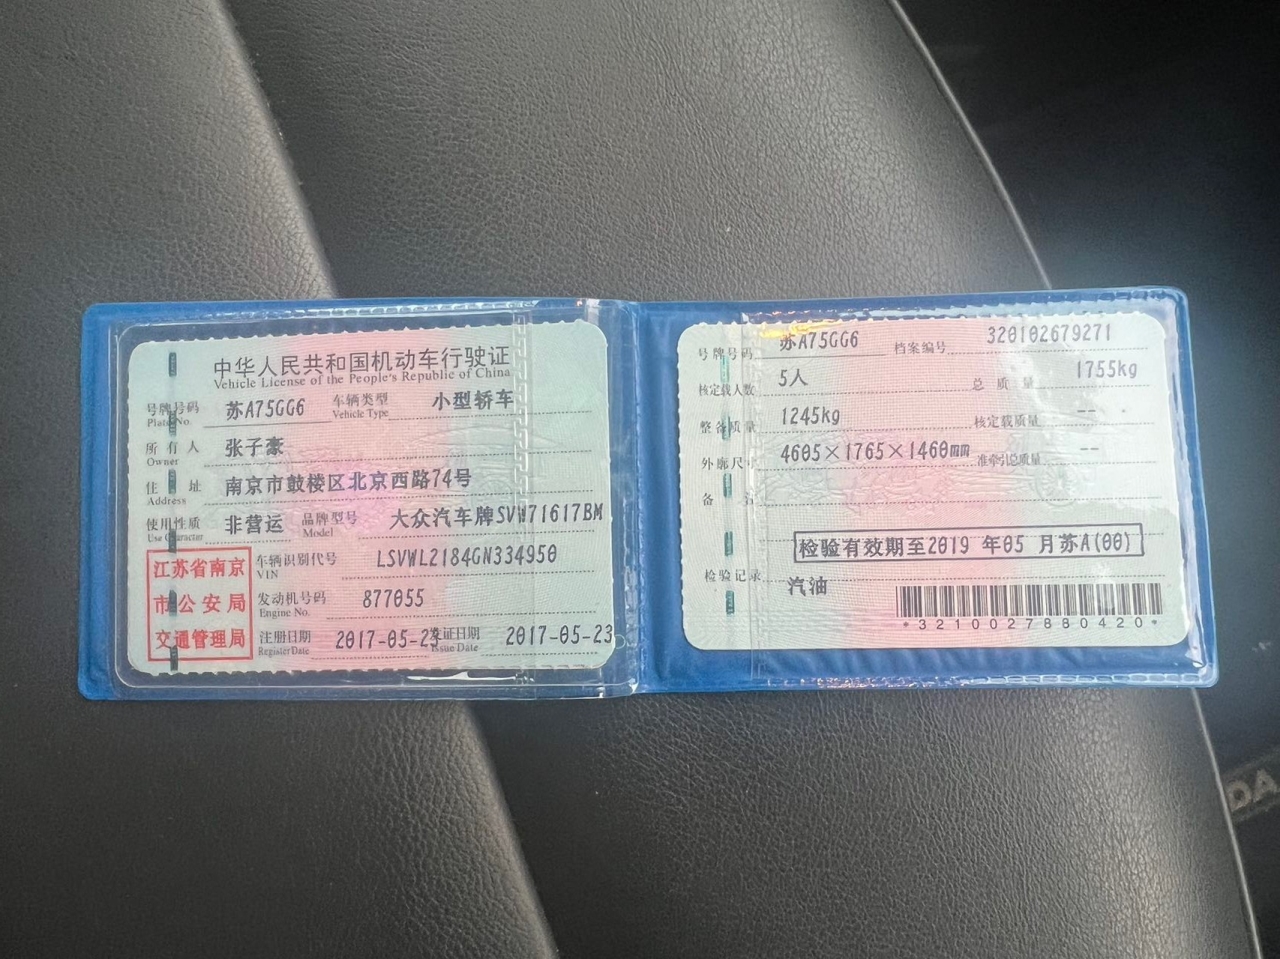 中华人民共和国机动车行驶证
Vehicle License of the People's Republic of China
号牌号码 苏A75GG6 车辆类型 小型轿车
Plate No. Vehicle Type
所有人 张子豪
Owner
住址 南京市鼓楼区北京西路74号
Address
使用性质 非营运 品牌型号 大众汽车牌SVW71617BM
Use Character Model
江苏省南京
市公安局
交通管理局
车辆识别代号 LSVWL2184GN334950
VIN
发动机号码 877055
Engine No.
注册日期 2017-05-23 发证日期 2017-05-23
Register Date Issue Date
号牌号码 苏A75GG6 档案编号 320102679271
核定载人数 5人 总质量 1755kg
整备质量 1245kg 核定载质量 --
外廓尺寸 4605×1765×1460mm 准牵引总质量 --
备注
检验有效期至2019 年05 月苏A(00)
检验记录
汽油
*3210027880420*
DA